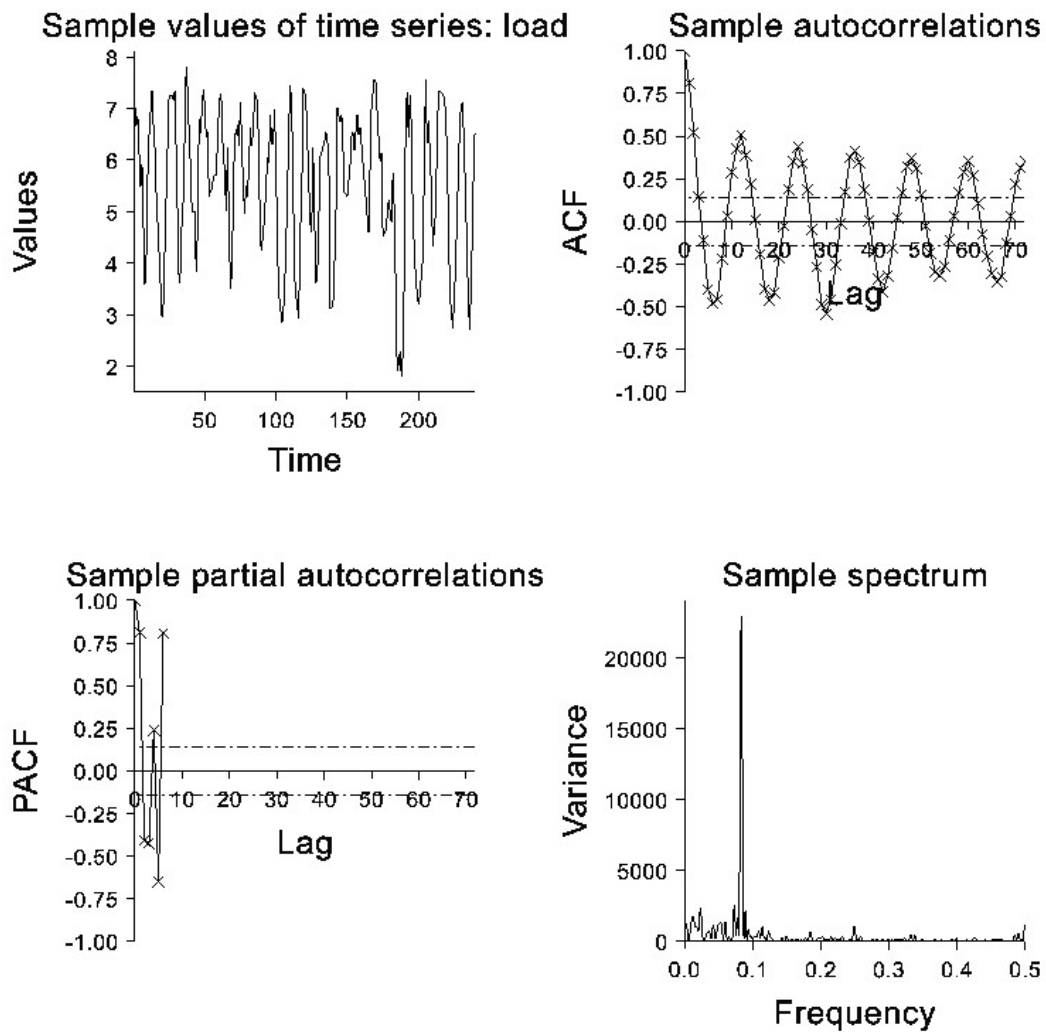 Sample values of time series: load
8
7
6
5
4
3
2
Values
50 100 150 200
Time
Sample autocorrelations
1.00
0.75
0.50
0.25
0.00
-0.25
-0.50
-0.75
-1.00
ACF
0 10 20 30 40 50 60 70
Lag
Sample partial autocorrelations
1.00
0.75
0.50
0.25
0.00
-0.25
-0.50
-0.75
-1.00
PACF
0 10 20 30 40 50 60 70
Lag
Sample spectrum
20000
15000
10000
5000
0
Variance
0.0 0.1 0.2 0.3 0.4 0.5
Frequency